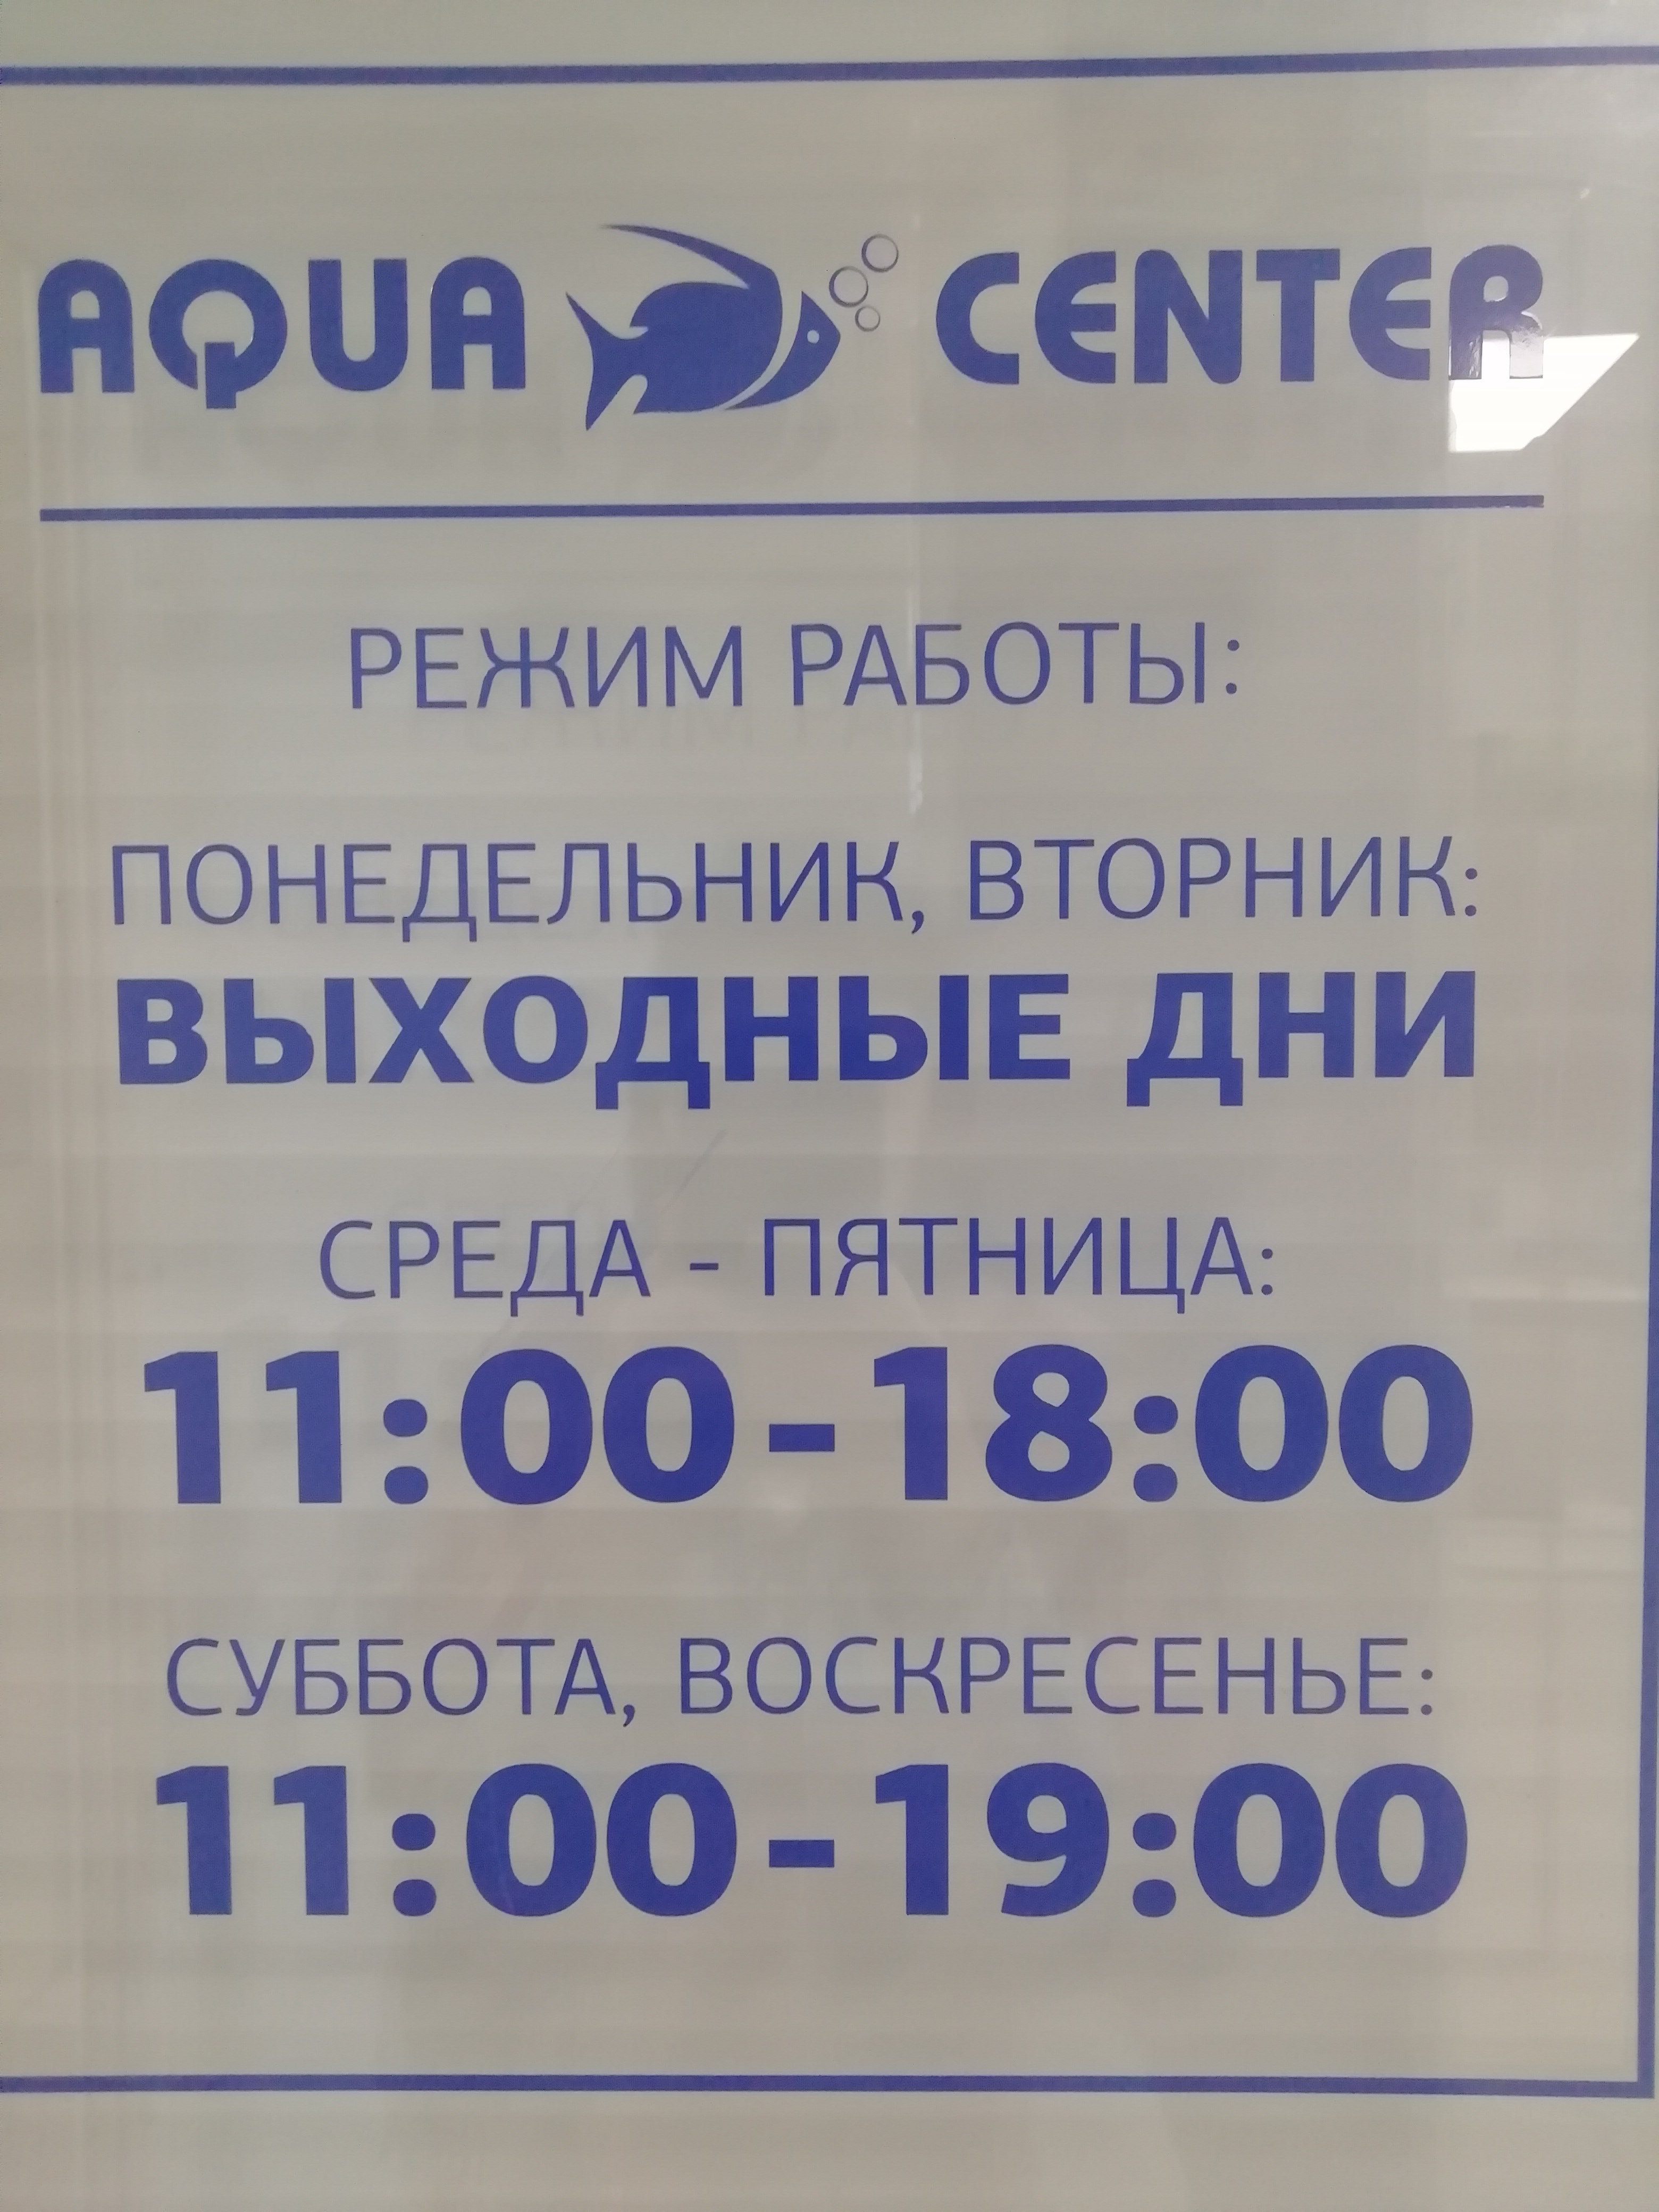 AQUA CENTER
РЕЖИМ РАБОТЫ:
ПОНЕДЕЛЬНИК, ВТОРНИК:
ВЫХОДНЫЕ ДНИ
СРЕДА - ПЯТНИЦА:
11:00-18:00
СУББОТА, ВОСКРЕСЕНЬЕ:
11:00-19:00